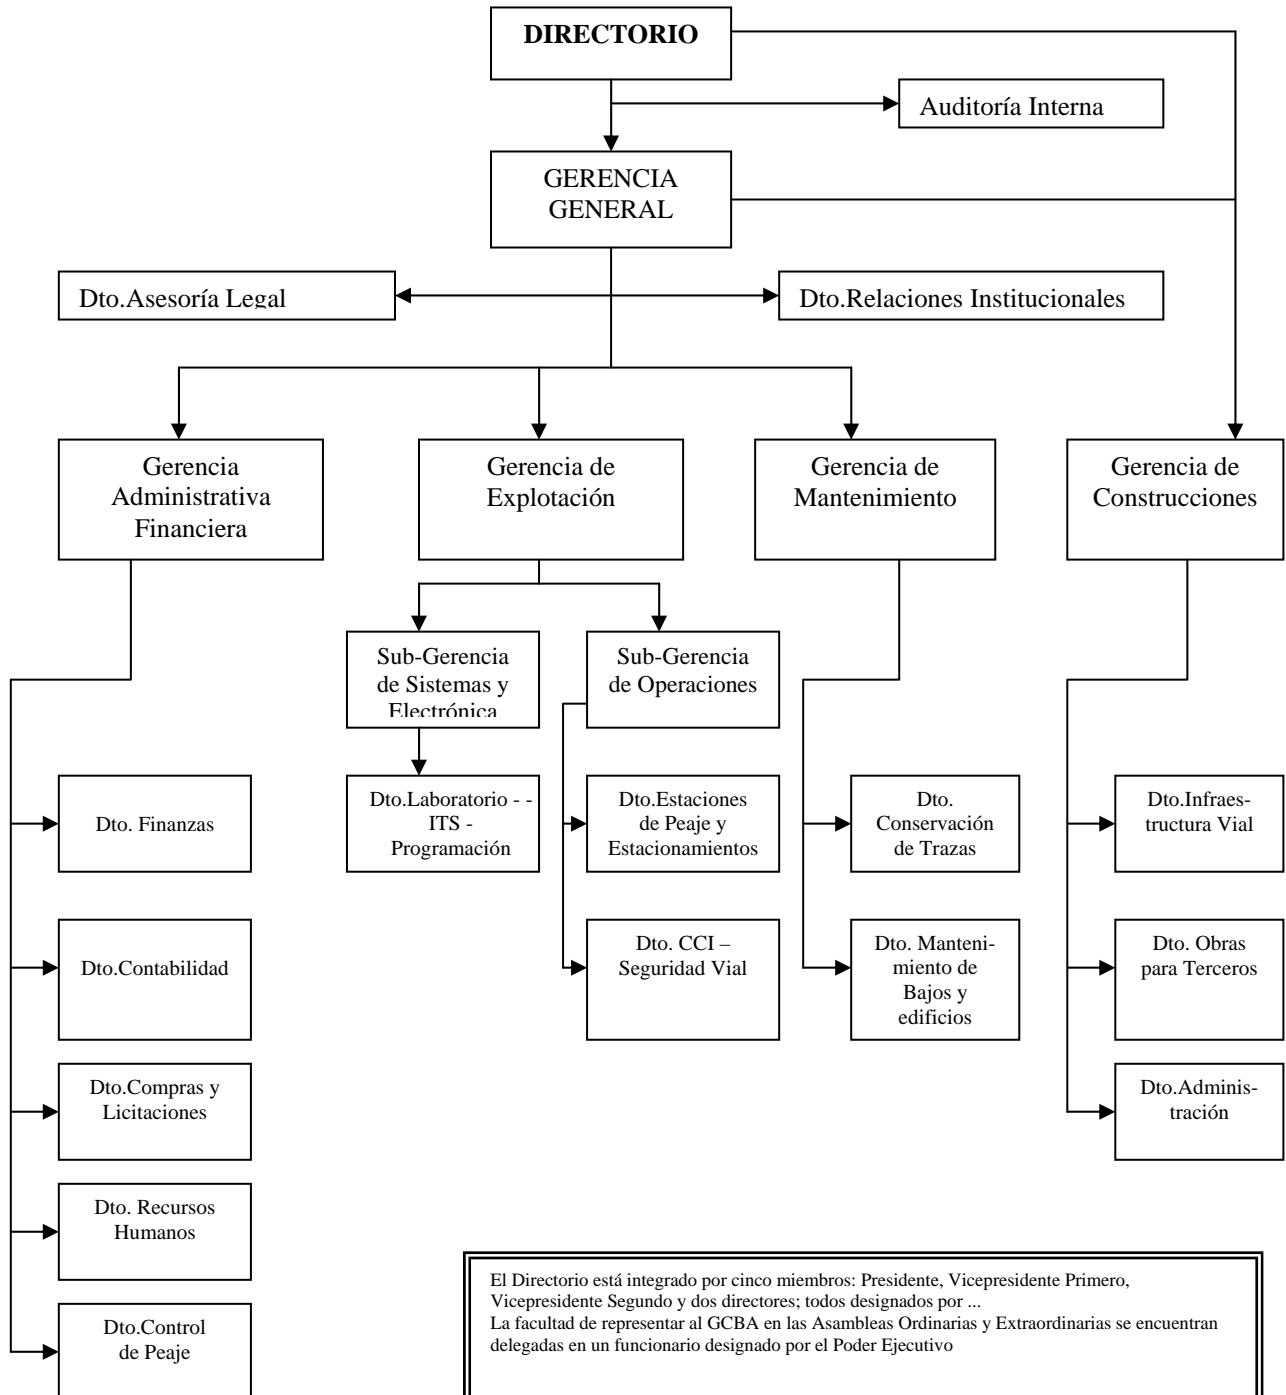 DIRECTORIO
Auditoría Interna
GERENCIA
GENERAL
Dto.Asesoría Legal
Dto.Relaciones Institucionales
Gerencia
Administrativa
Financiera
Gerencia de
Explotación
Gerencia de
Mantenimiento
Gerencia de
Construcciones
Sub-Gerencia
de Sistemas y
Electrónica
Sub-Gerencia
de Operaciones
Dto. Finanzas
Dto.Laboratorio - -
ITS -
Programación
Dto.Estaciones
de Peaje y
Estacionamientos
Dto.
Conservación
de Trazas
Dto.Infraes-
tructura Vial
Dto.Contabilidad
Dto. CCI –
Seguridad Vial
Dto. Manteni-
miento de
Bajos y
edificios
Dto. Obras
para Terceros
Dto.Compras y
Licitaciones
Dto.Adminis-
tración
Dto. Recursos
Humanos
Dto.Control
de Peaje
El Directorio está integrado por cinco miembros: Presidente, Vicepresidente Primero,
Vicepresidente Segundo y dos directores; todos designados por ...
La facultad de representar al GCBA en las Asambleas Ordinarias y Extraordinarias se encuentran
delegadas en un funcionario designado por el Poder Ejecutivo